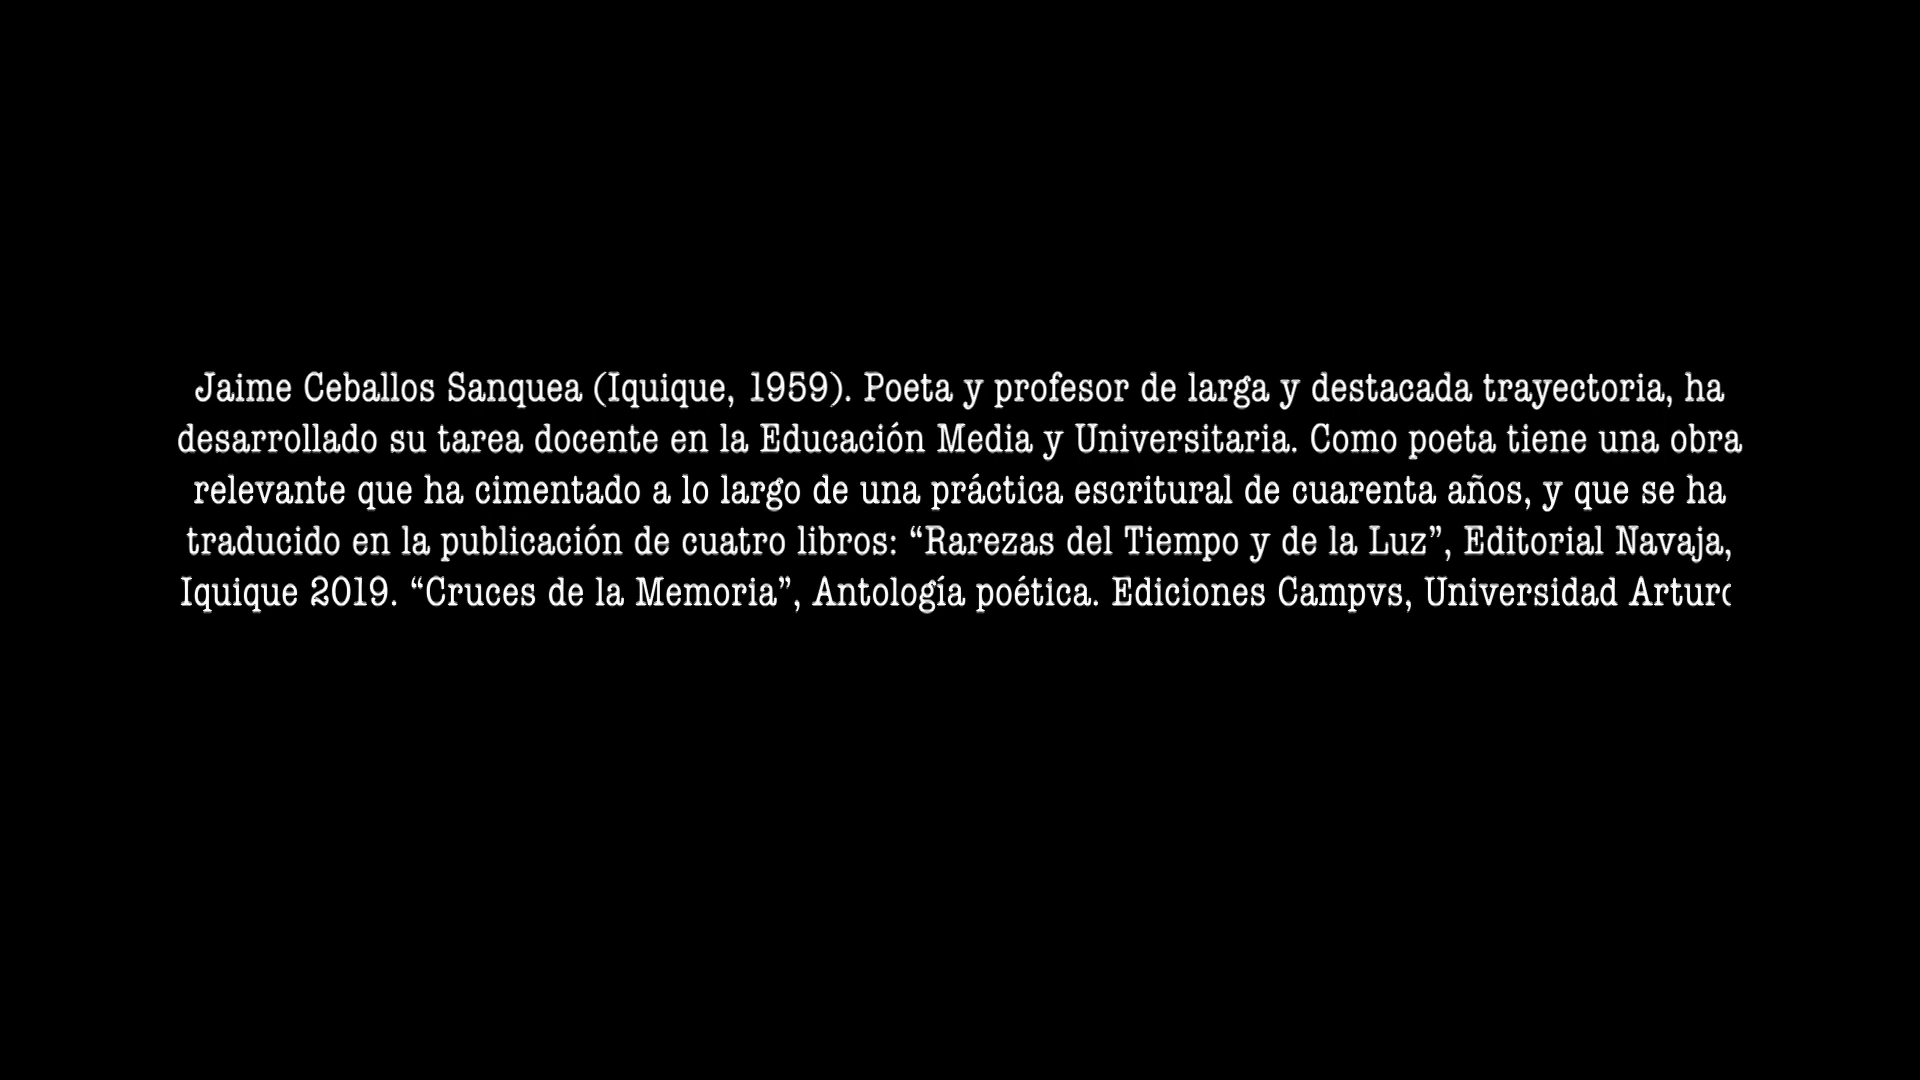 Jaime Ceballos Sanquea (Iquique, 1959). Poeta y profesor de larga y destacada trayectoria, ha
desarrollado su tarea docente en la Educación Media y Universitaria. Como poeta tiene una obra
relevante que ha cimentado a lo largo de una práctica escritural de cuarenta años, y que se ha
traducido en la publicación de cuatro libros: “Rarezas del Tiempo y de la Luz”, Editorial Navaja,
Iquique 2019. “Cruces de la Memoria”, Antología poética. Ediciones Campvs, Universidad Arturo